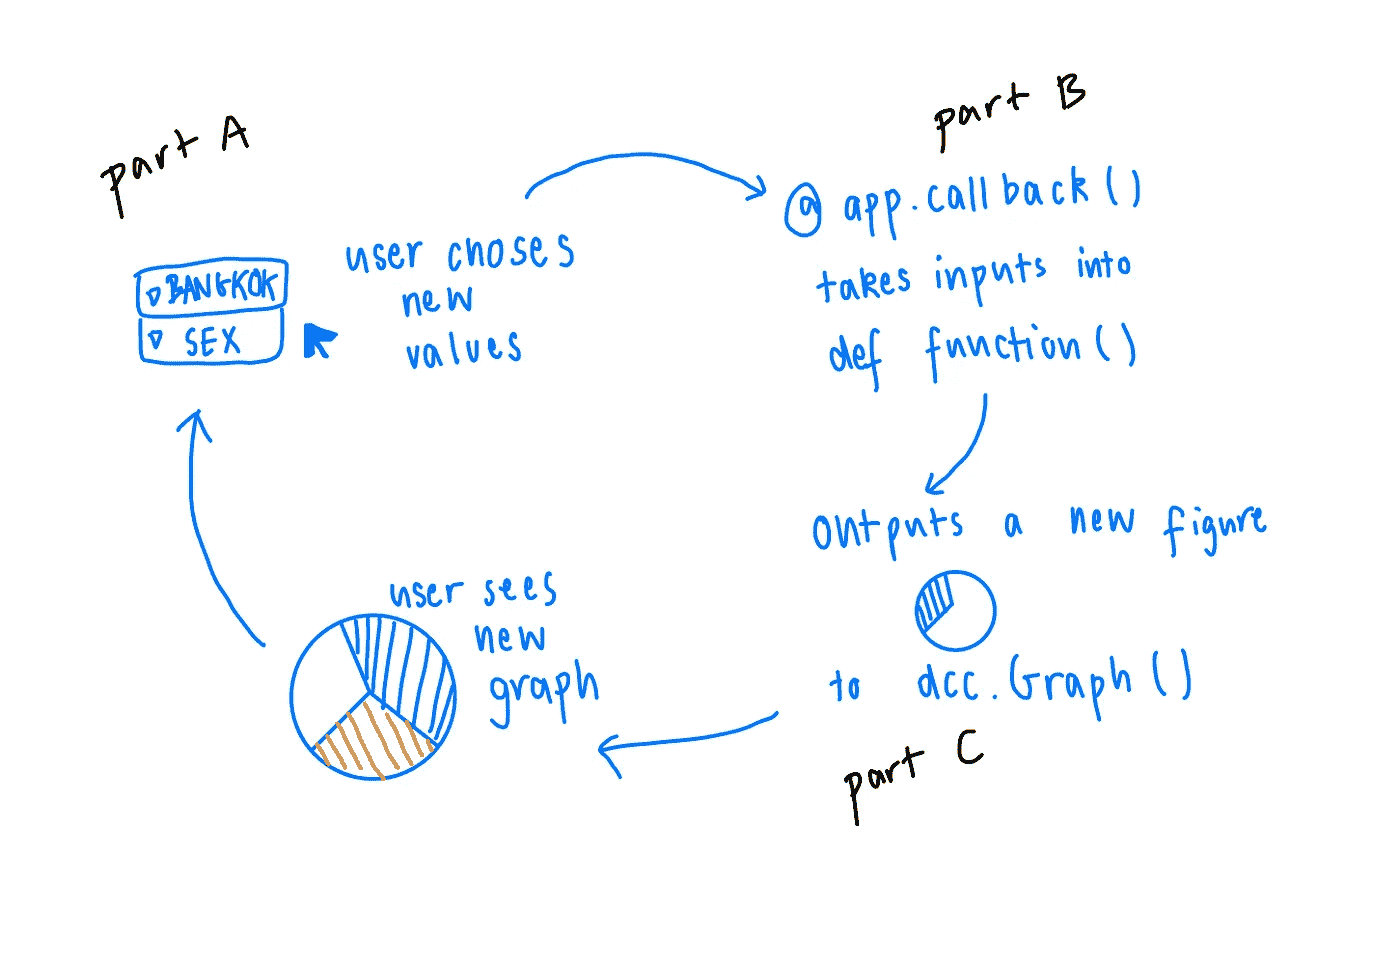 part A
BANGKOK
SEX
user choses
new
values
part B
@ app.callback()
takes inputs into
def function()
outputs a new figure
to dcc.Graph()
part C
user sees
new
graph